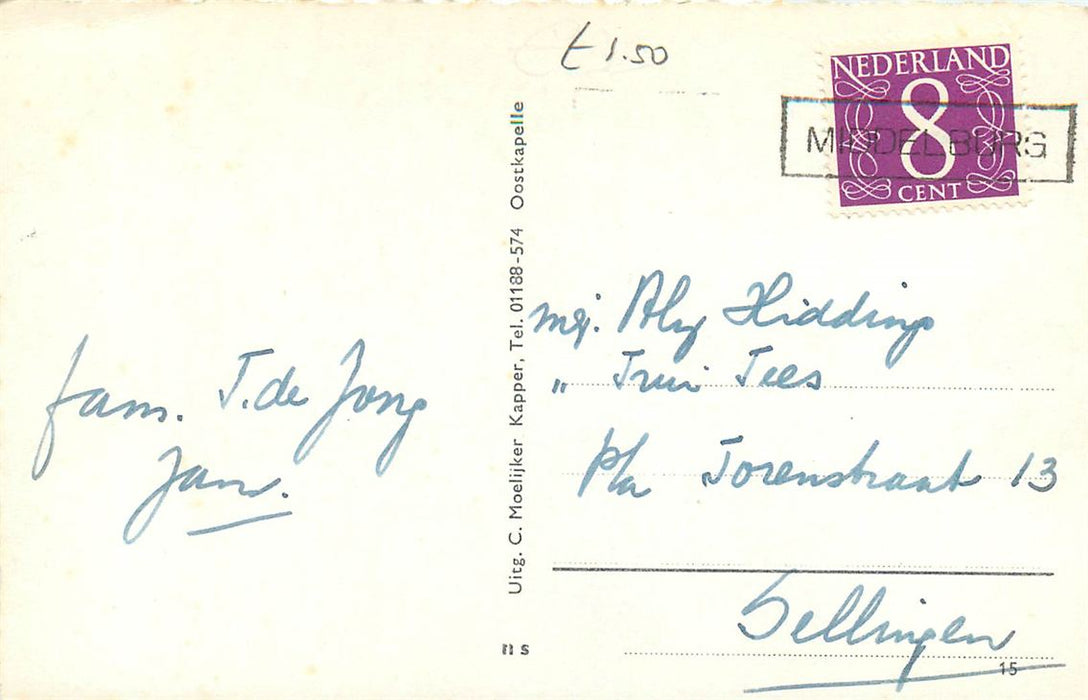 £ 1.50
NEDERLAND
8
CENT
MIDDELBURG
fam. T. de Jong
Jan.
Uitg. C. Moelijker Kapper, Tel. 01188-574 Oostkapelle
mej. Aly Hidding
" Trui Tees
p/a Torenstraat 13
Sellingen
15